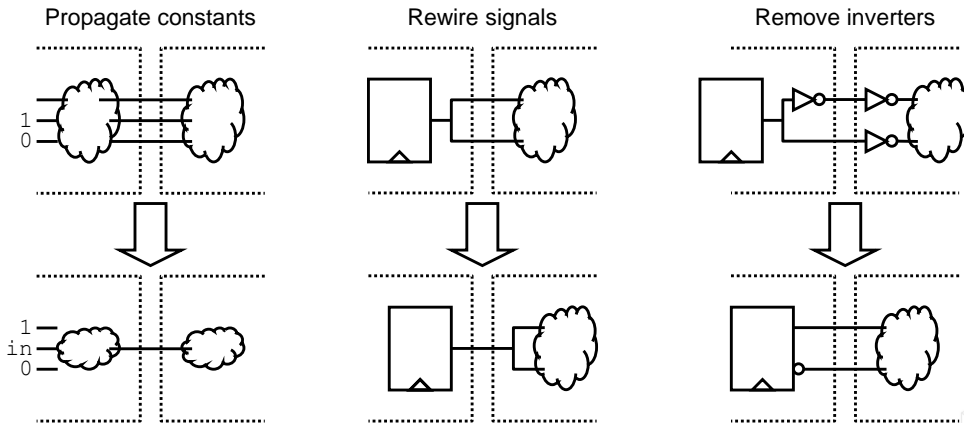 Propagate constants
Rewire signals
Remove inverters
1
0
1
in
0